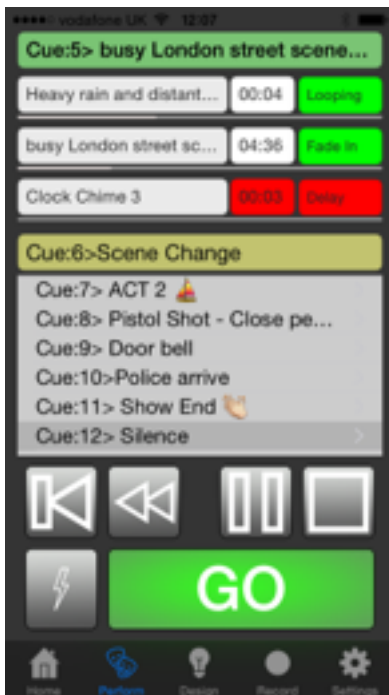 vodafone UK 12:07
Cue:5> busy London street scene...
Heavy rain and distant... 00:04 Looping
busy London street sc... 04:36 Fade In
Clock Chime 3 00:03 Delay
Cue:6>Scene Change
Cue:7> ACT 2 ⛵
Cue:8> Pistol Shot - Close pe...
Cue:9> Door bell
Cue:10>Police arrive
Cue:11> Show End 👏
Cue:12> Silence
GO
Home Perform Design Record Settings